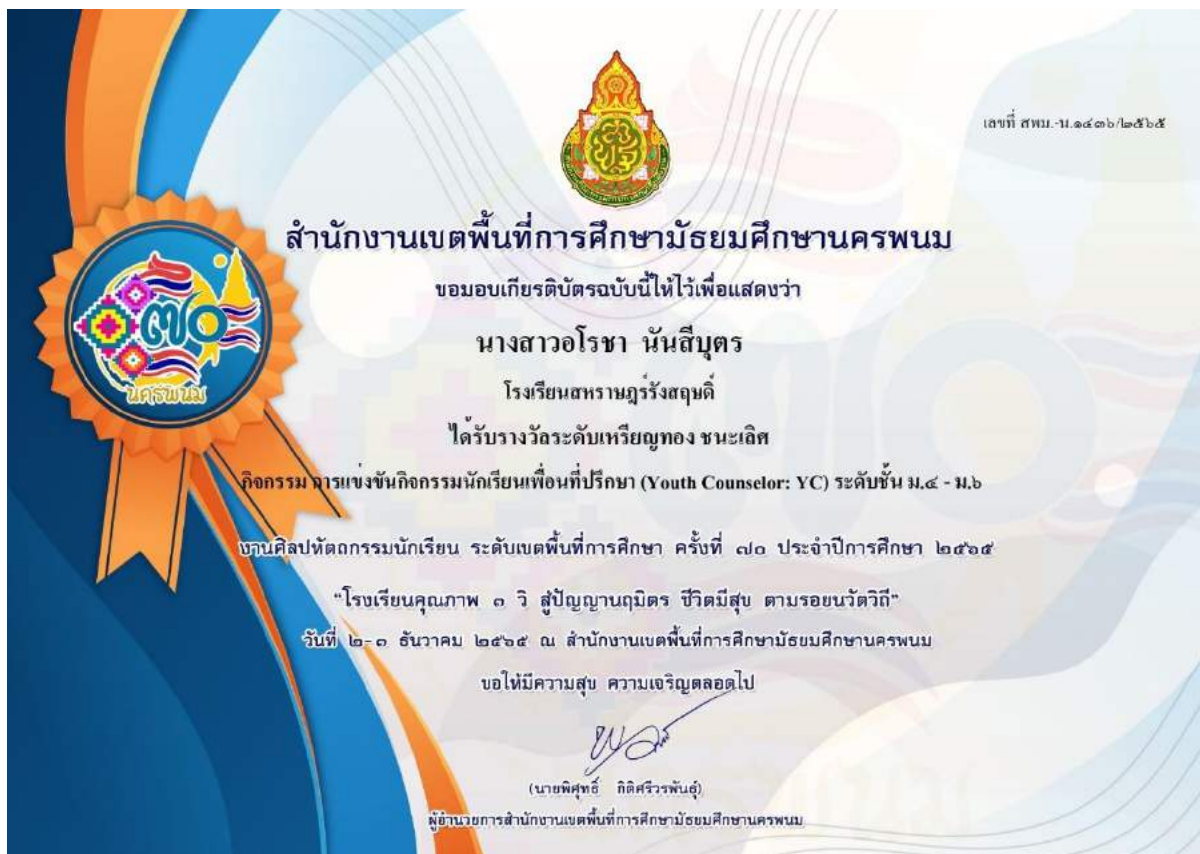 เลขที่ สพม.-น.๑๔๓๖/๒๕๖๕
สำนักงานเขตพื้นที่การศึกษามัธยมศึกษานครพนม
ขอมอบเกียรติบัตรฉบับนี้ให้ไว้เพื่อแสดงว่า
นางสาวอโรชา นันสีบุตร
โรงเรียนสหราษฎร์รังสฤษดิ์
ได้รับรางวัลระดับเหรียญทอง ชนะเลิศ
กิจกรรม การแข่งขันกิจกรรมนักเรียนเพื่อนที่ปรึกษา (Youth Counselor: YC) ระดับชั้น ม.๔ - ม.๖
งานศิลปหัตถกรรมนักเรียน ระดับเขตพื้นที่การศึกษา ครั้งที่ ๗๐ ประจำปีการศึกษา ๒๕๖๕
"โรงเรียนคุณภาพ ๓ วิ สู่ปัญญานฤมิตร ชีวิตมีสุข ตามรอยนวัตวิถี"
วันที่ ๒-๓ ธันวาคม ๒๕๖๕ ณ สำนักงานเขตพื้นที่การศึกษามัธยมศึกษานครพนม
ขอให้มีความสุข ความเจริญตลอดไป
(นายพิศุทธิ์ กิติศรีวรพันธุ์)
ผู้อำนวยการสำนักงานเขตพื้นที่การศึกษามัธยมศึกษานครพนม
๗๐
นครพนม